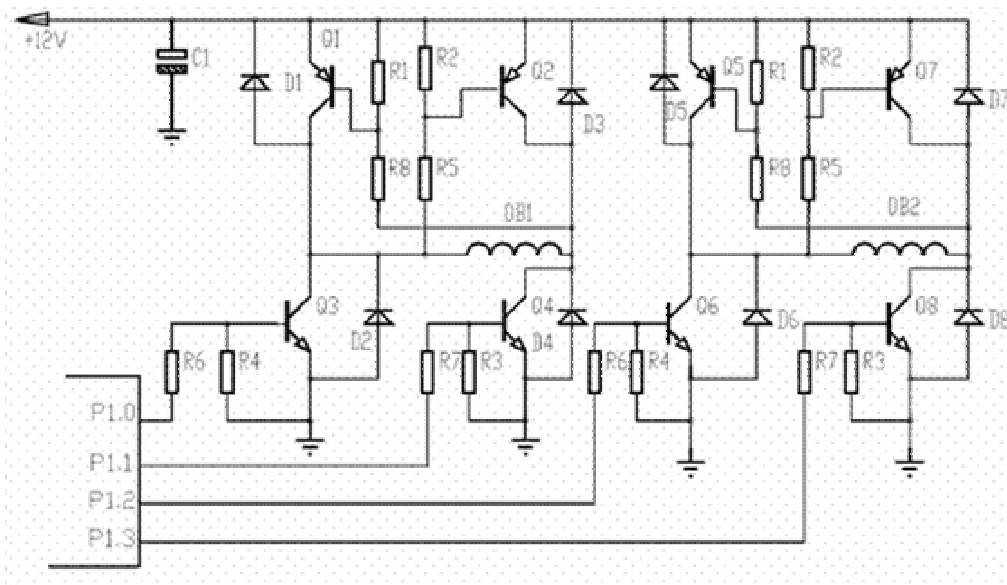 +12V
C1
D1
Q1
R1
R2
Q2
D3
D5
Q5
R1
R2
Q7
D7
R8
R5
R8
R5
OB1
OB2
Q3
D2
Q4
D4
Q6
D6
Q8
D8
R6
R4
R7
R3
R6
R4
R7
R3
P1.0
P1.1
P1.2
P1.3